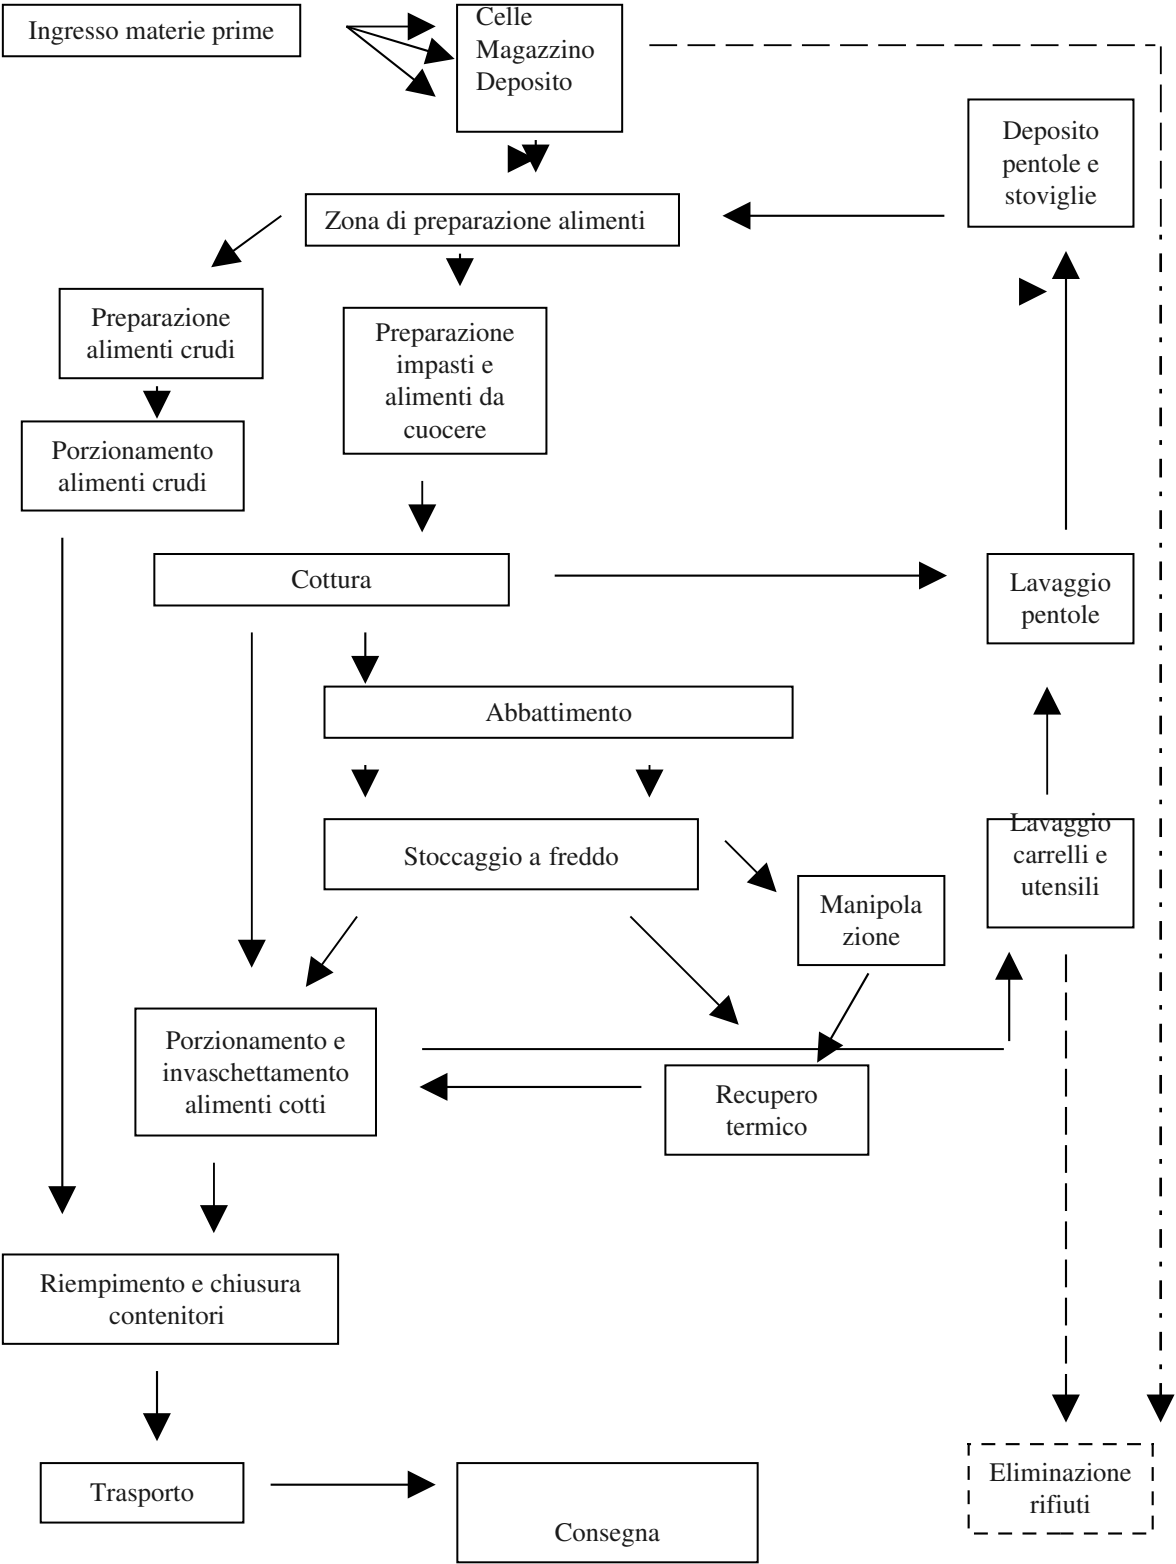 Ingresso materie prime
Celle
Magazzino
Deposito
Deposito
pentole e
stoviglie
Zona di preparazione alimenti
Preparazione
alimenti crudi
Preparazione
impasti e
alimenti da
cuocere
Porzionamento
alimenti crudi
Cottura
Lavaggio
pentole
Abbattimento
Stoccaggio a freddo
Lavaggio
carrelli e
utensili
Manipola
zione
Porzionamento e
invaschettamento
alimenti cotti
Recupero
termico
Riempimento e chiusura
contenitori
Trasporto
Consegna
Eliminazione
rifiuti